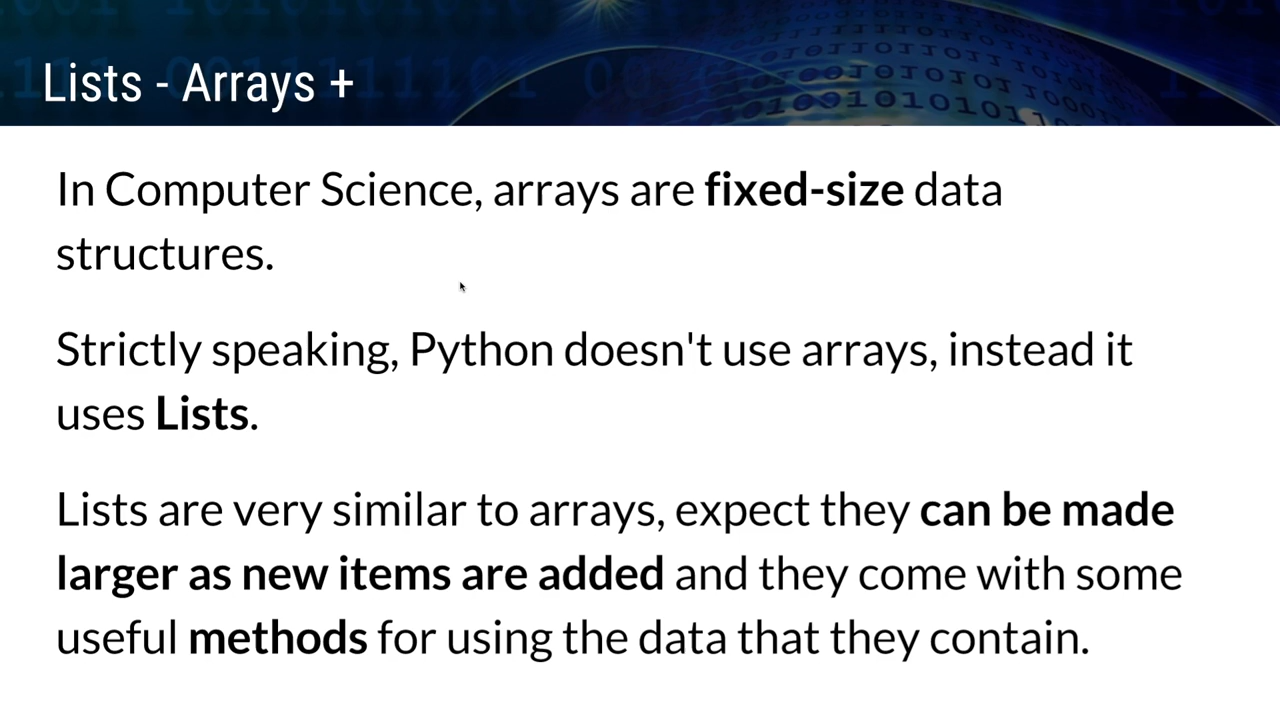 Lists - Arrays +
In Computer Science, arrays are fixed-size data
structures.
Strictly speaking, Python doesn't use arrays, instead it
uses Lists.
Lists are very similar to arrays, expect they can be made
larger as new items are added and they come with some
useful methods for using the data that they contain.